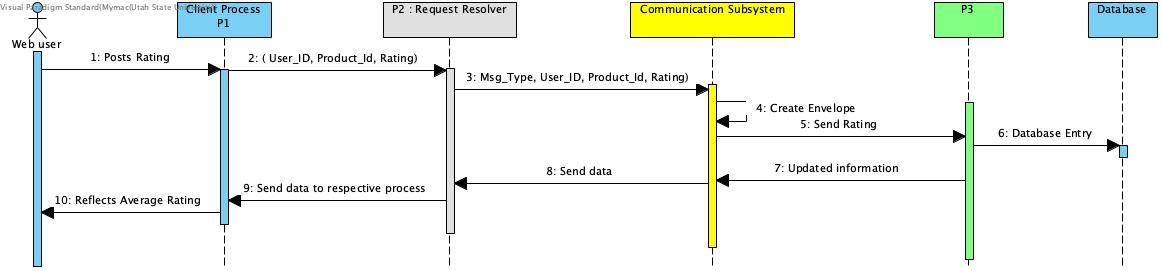 Visual Paradigm Standard(Mymac(Utah State
Client Process
P1
P2 : Request Resolver
Communication Subsystem
P3
Database
Web user
1: Posts Rating
2: ( User_ID, Product_Id, Rating)
3: Msg_Type, User_ID, Product_Id, Rating)
4: Create Envelope
5: Send Rating
6: Database Entry
7: Updated information
8: Send data
9: Send data to respective process
10: Reflects Average Rating